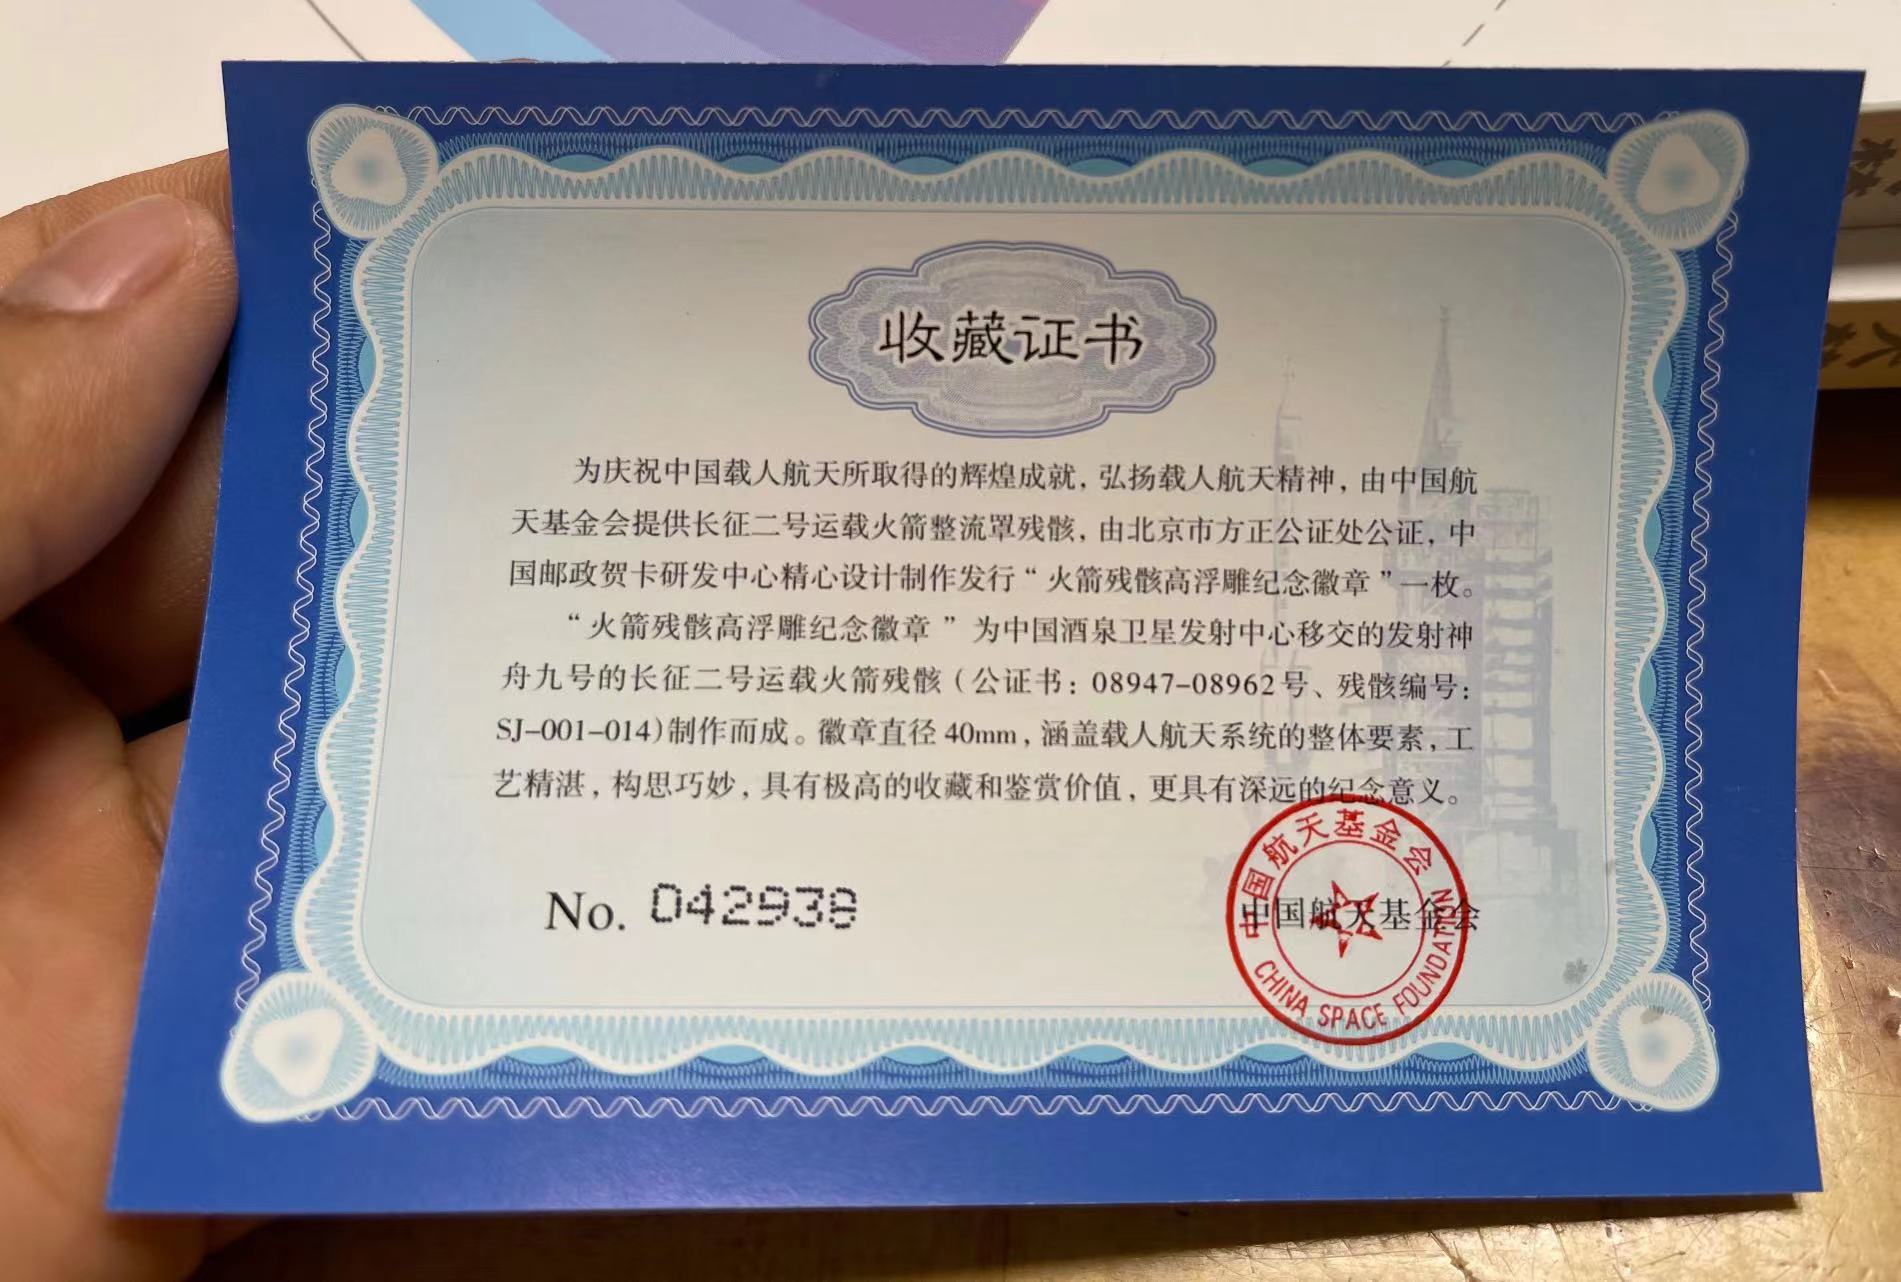 收藏证书
为庆祝中国载人航天所取得的辉煌成就，弘扬载人航天精神，由中国航
天基金会提供长征二号运载火箭整流罩残骸，由北京市方正公证处公证，中
国邮政贺卡研发中心精心设计制作发行“火箭残骸高浮雕纪念徽章”一枚。
“火箭残骸高浮雕纪念徽章”为中国酒泉卫星发射中心移交的发射神
舟九号的长征二号运载火箭残骸（公证书：08947-08962号、残骸编号：
SJ-001-014）制作而成。徽章直径40mm，涵盖载人航天系统的整体要素，工
艺精湛，构思巧妙，具有极高的收藏和鉴赏价值，更具有深远的纪念意义。
No. 042938
中国航天基金会
中国航天基金会
CHINA SPACE FOUNDATION